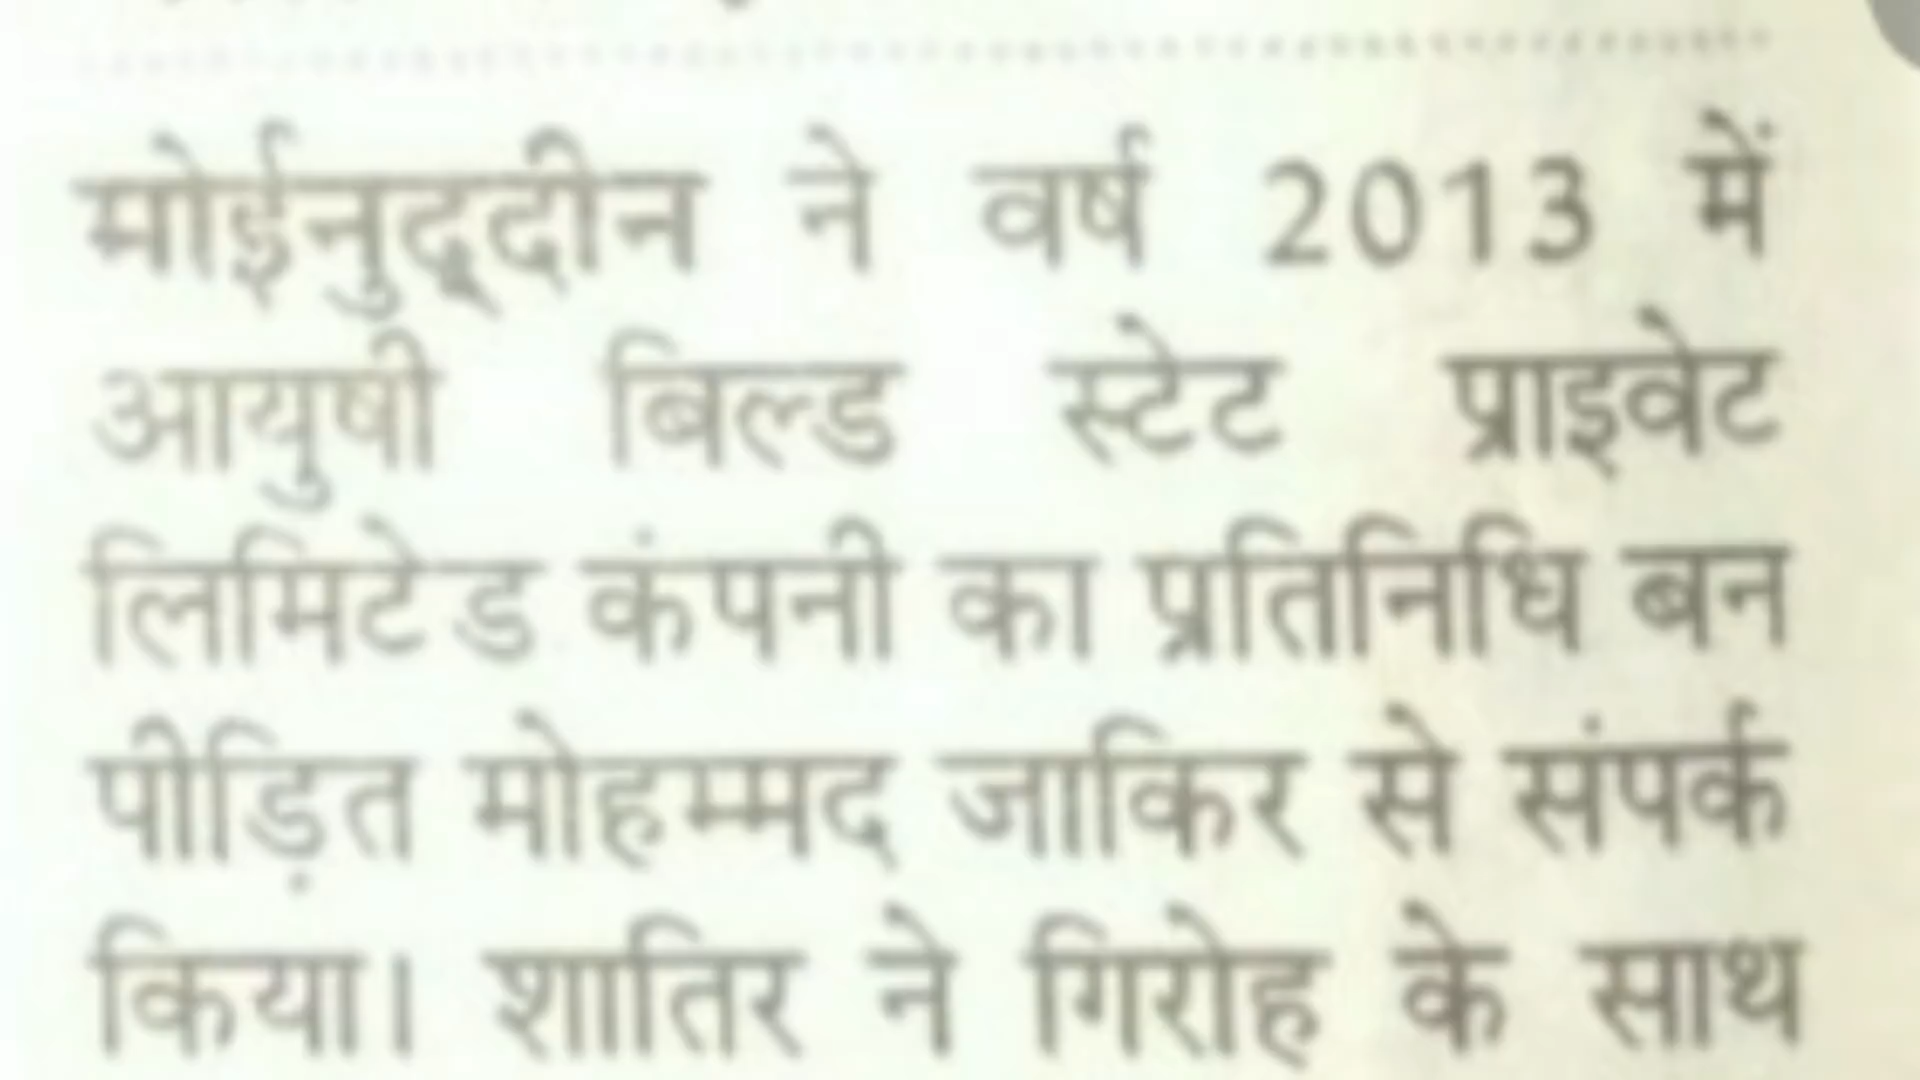 मोईनुद्दीन ने वर्ष 2013 में
आयुषी बिल्ड स्टेट प्राइवेट
लिमिटेड कंपनी का प्रतिनिधि बन
पीड़ित मोहम्मद जाकिर से संपर्क
किया। शातिर ने गिरोह के साथ